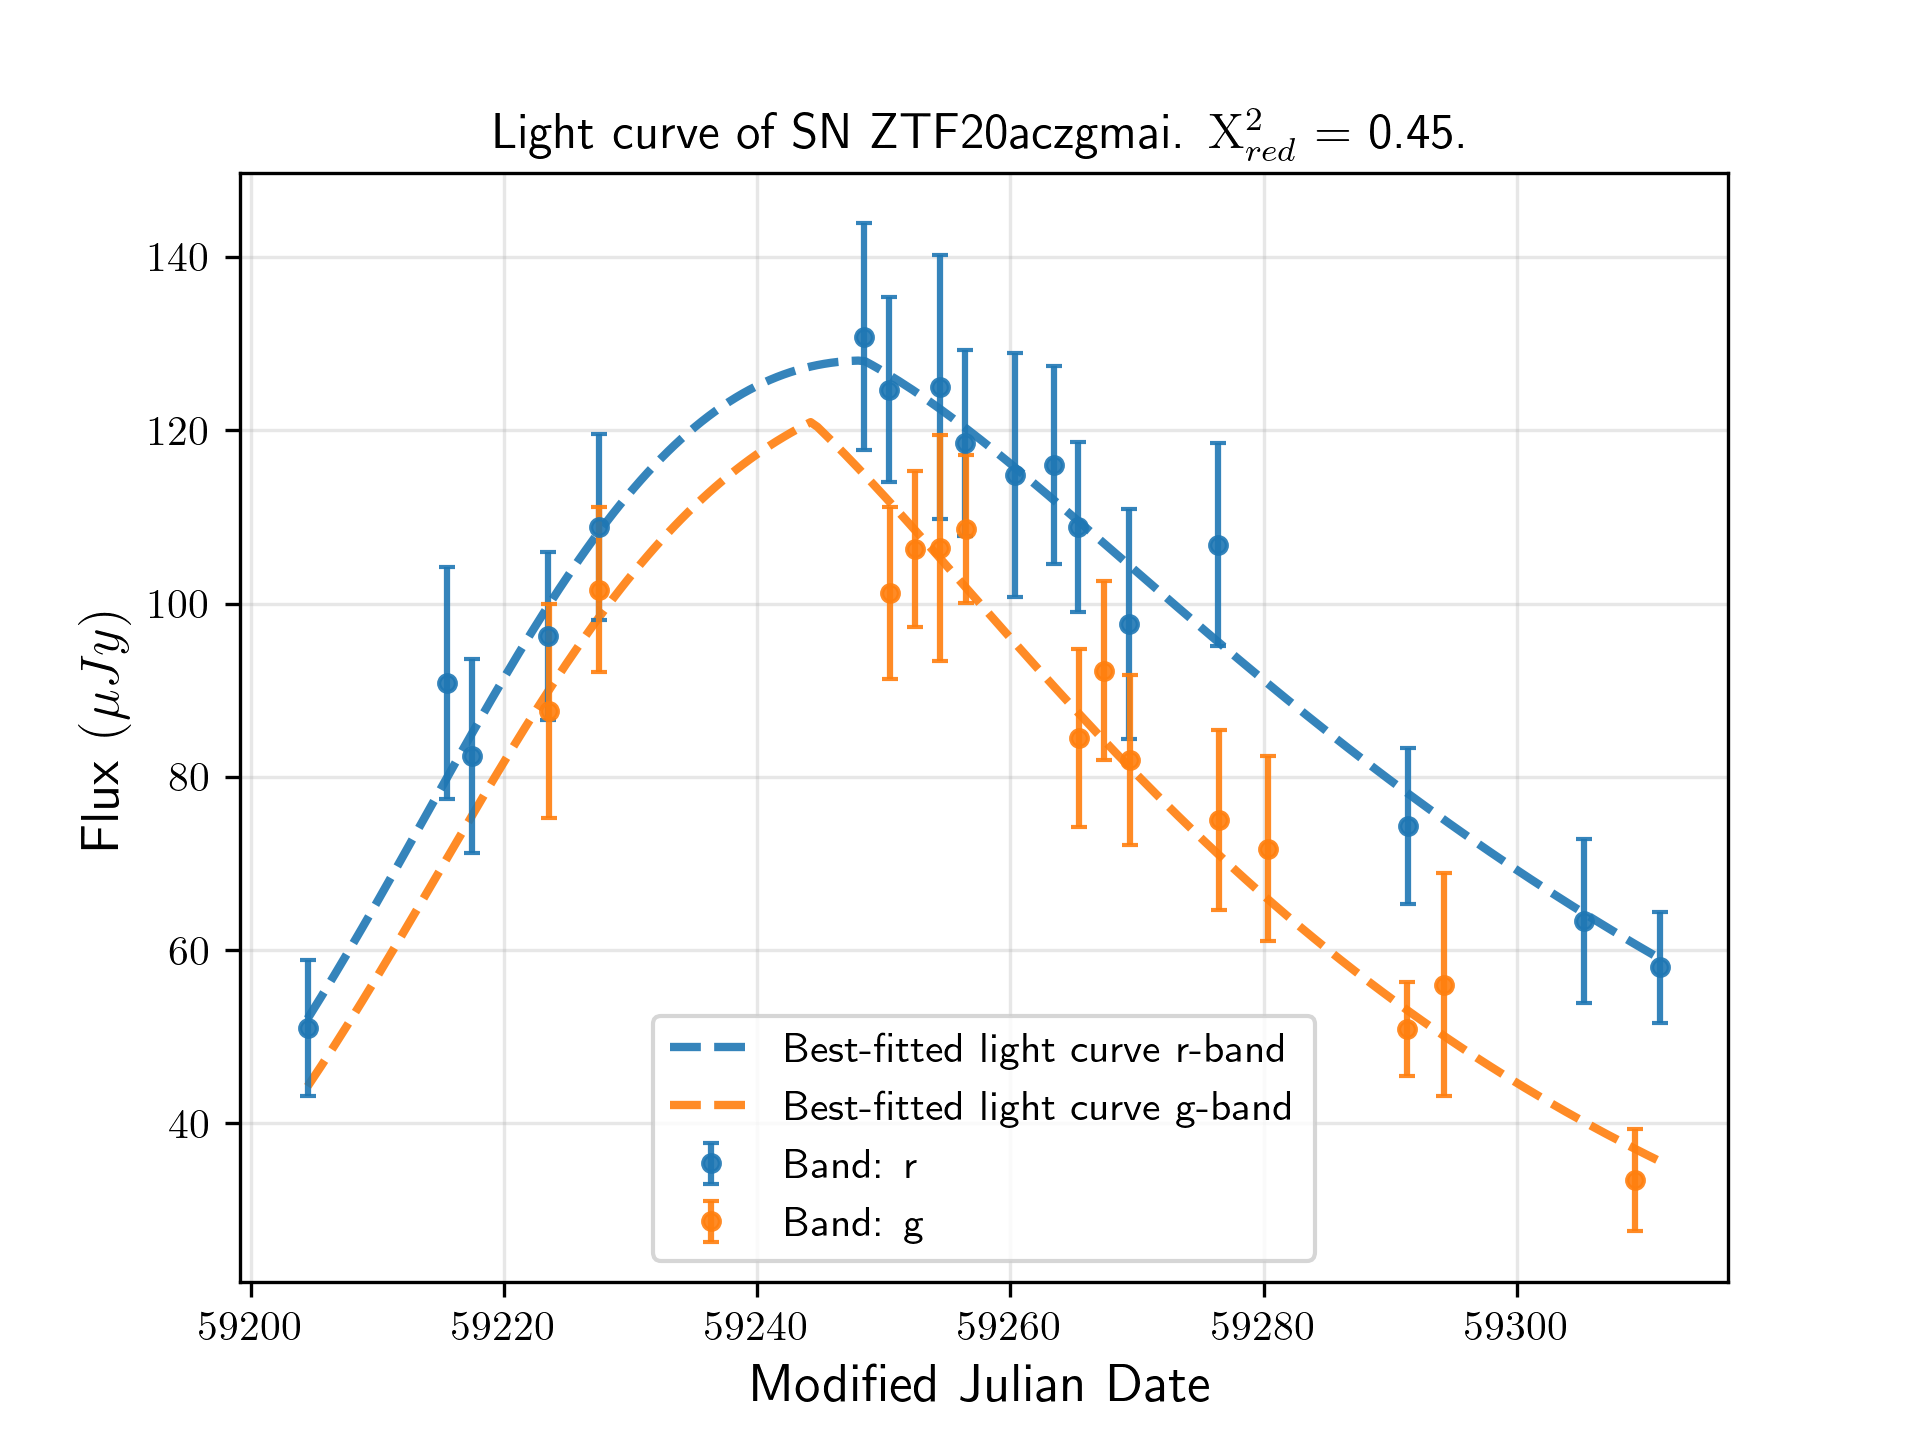 Light curve of SN ZTF20aczgmai. X²_red = 0.45.
140
120
100
80
60
40
Flux (μJy)
Best-fitted light curve r-band
Best-fitted light curve g-band
Band: r
Band: g
59200 59220 59240 59260 59280 59300
Modified Julian Date